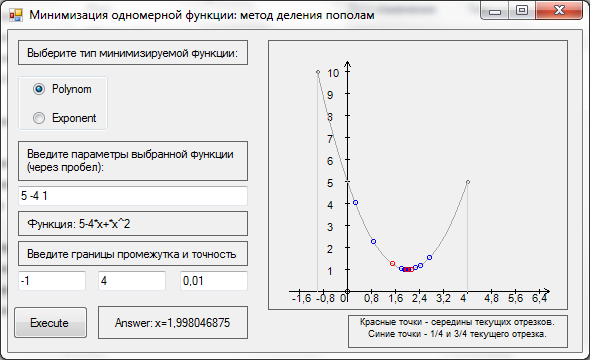 Минимизация одномерной функции: метод деления пополам
Выберите тип минимизируемой функции:
Polynom
Exponent
Введите параметры выбранной функции
(через пробел):
5 -4 1
Функция: 5-4*x+*x^2
Введите границы промежутка и точность
-1 4 0,01
Execute
Answer: x=1,998046875
10
9
8
7
6
5
4
3
2
1
-1,6 -0,8 0 0,8 1,6 2,4 3,2 4 4,8 5,6 6,4
Красные точки - середины текущих отрезков.
Синие точки - 1/4 и 3/4 текущего отрезка.